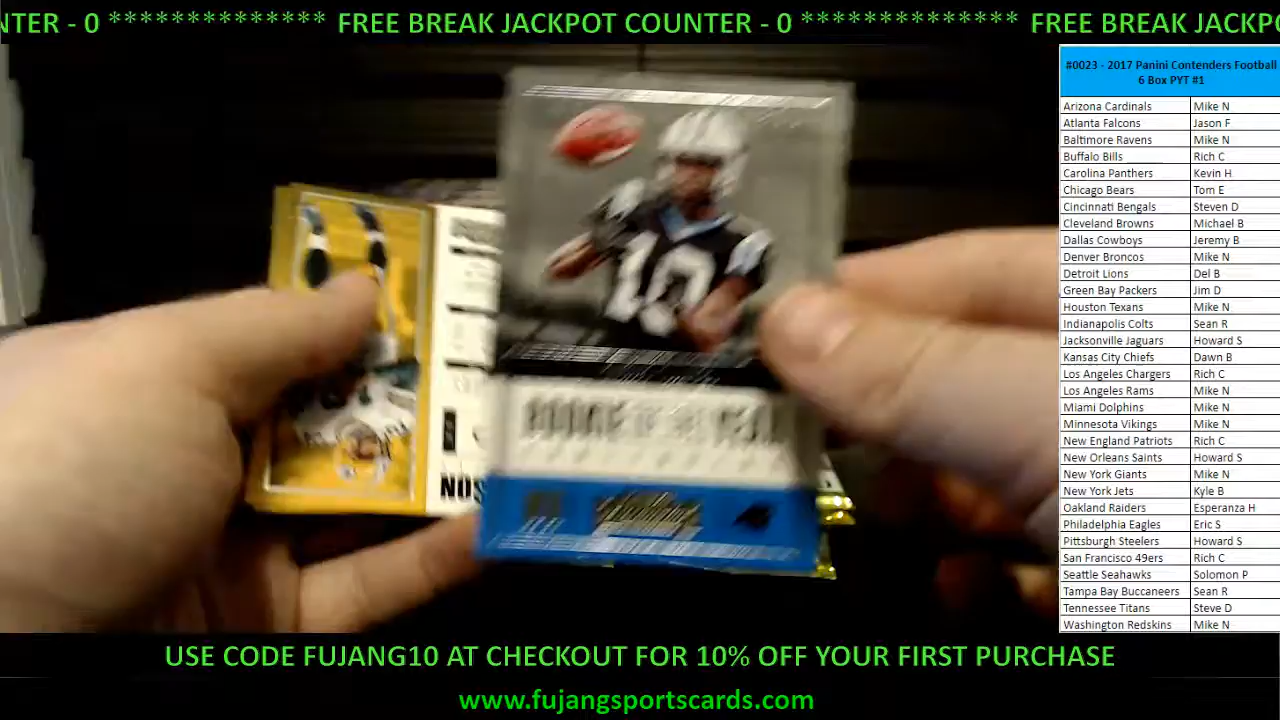 NTER - 0 ************** FREE BREAK JACKPOT COUNTER - 0 ************** FREE BREAK JACKP
#0023 - 2017 Panini Contenders Football
6 Box PYT #1
Arizona Cardinals Mike N
Atlanta Falcons Jason F
Baltimore Ravens Mike N
Buffalo Bills Rich C
Carolina Panthers Kevin H
Chicago Bears Tom E
Cincinnati Bengals Steven D
Cleveland Browns Michael B
Dallas Cowboys Jeremy B
Denver Broncos Mike N
Detroit Lions Del B
Green Bay Packers Jim D
Houston Texans Mike N
Indianapolis Colts Sean R
Jacksonville Jaguars Howard S
Kansas City Chiefs Dawn B
Los Angeles Chargers Rich C
Los Angeles Rams Mike N
Miami Dolphins Mike N
Minnesota Vikings Mike N
New England Patriots Rich C
New Orleans Saints Howard S
New York Giants Mike N
New York Jets Kyle B
Oakland Raiders Esperanza H
Philadelphia Eagles Eric S
Pittsburgh Steelers Howard S
San Francisco 49ers Rich C
Seattle Seahawks Solomon P
Tampa Bay Buccaneers Sean R
Tennessee Titans Steve D
Washington Redskins Mike N
10
ROOKIE OF THE YEAR
NOS
USE CODE FUJANG10 AT CHECKOUT FOR 10% OFF YOUR FIRST PURCHASE
www.fujangsportscards.com